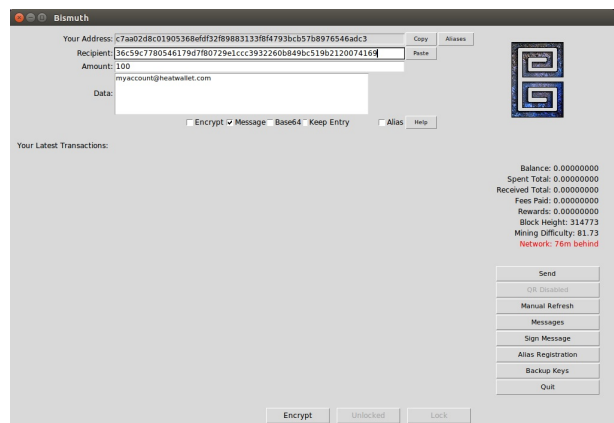 Bismuth
Your Address: c7aa02d8c01905368efdf32f89883133f8f4793bcb57b8976546adc3 Copy Aliases
Recipient: 36c59c7780546179d7f80729e1ccc3932260b849bc519b2120074169 Paste
Amount: 100
Data: myaccount@heatwallet.com
Encrypt Message Base64 Keep Entry Alias Help
Your Latest Transactions:
Balance: 0.00000000
Spent Total: 0.00000000
Received Total: 0.00000000
Fees Paid: 0.00000000
Rewards: 0.00000000
Block Height: 314773
Mining Difficulty: 81.73
Network: 76m behind
Send
QR Disabled
Manual Refresh
Messages
Sign Message
Alias Registration
Backup Keys
Quit
Encrypt Unlocked Lock